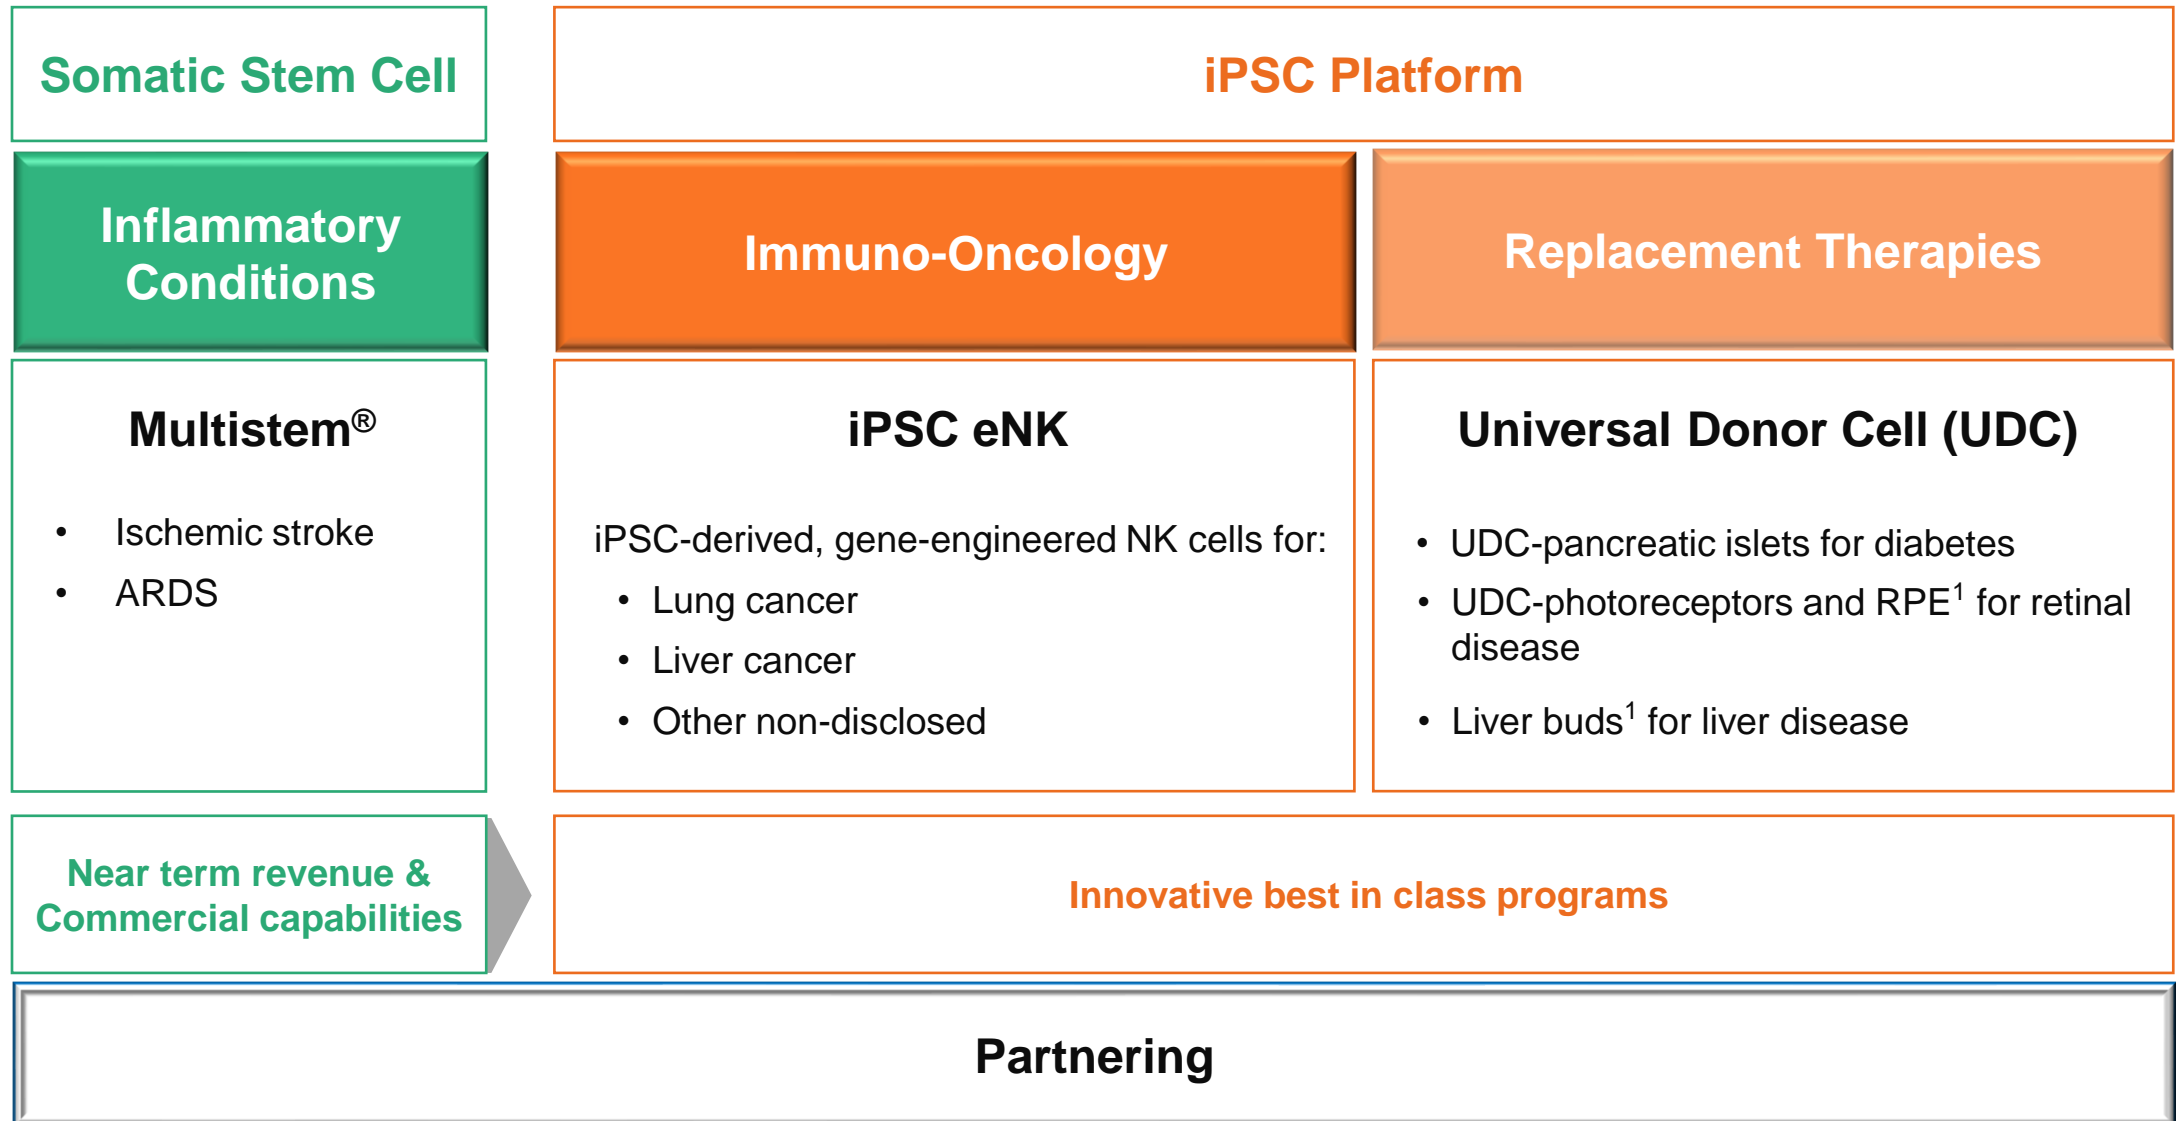 Somatic Stem Cell
iPSC Platform
Inflammatory
Conditions
Immuno-Oncology
Replacement Therapies
Multistem®
• Ischemic stroke
• ARDS
iPSC eNK
iPSC-derived, gene-engineered NK cells for:
• Lung cancer
• Liver cancer
• Other non-disclosed
Universal Donor Cell (UDC)
• UDC-pancreatic islets for diabetes
• UDC-photoreceptors and RPE¹ for retinal
disease
• Liver buds¹ for liver disease
Near term revenue &
Commercial capabilities
Innovative best in class programs
Partnering